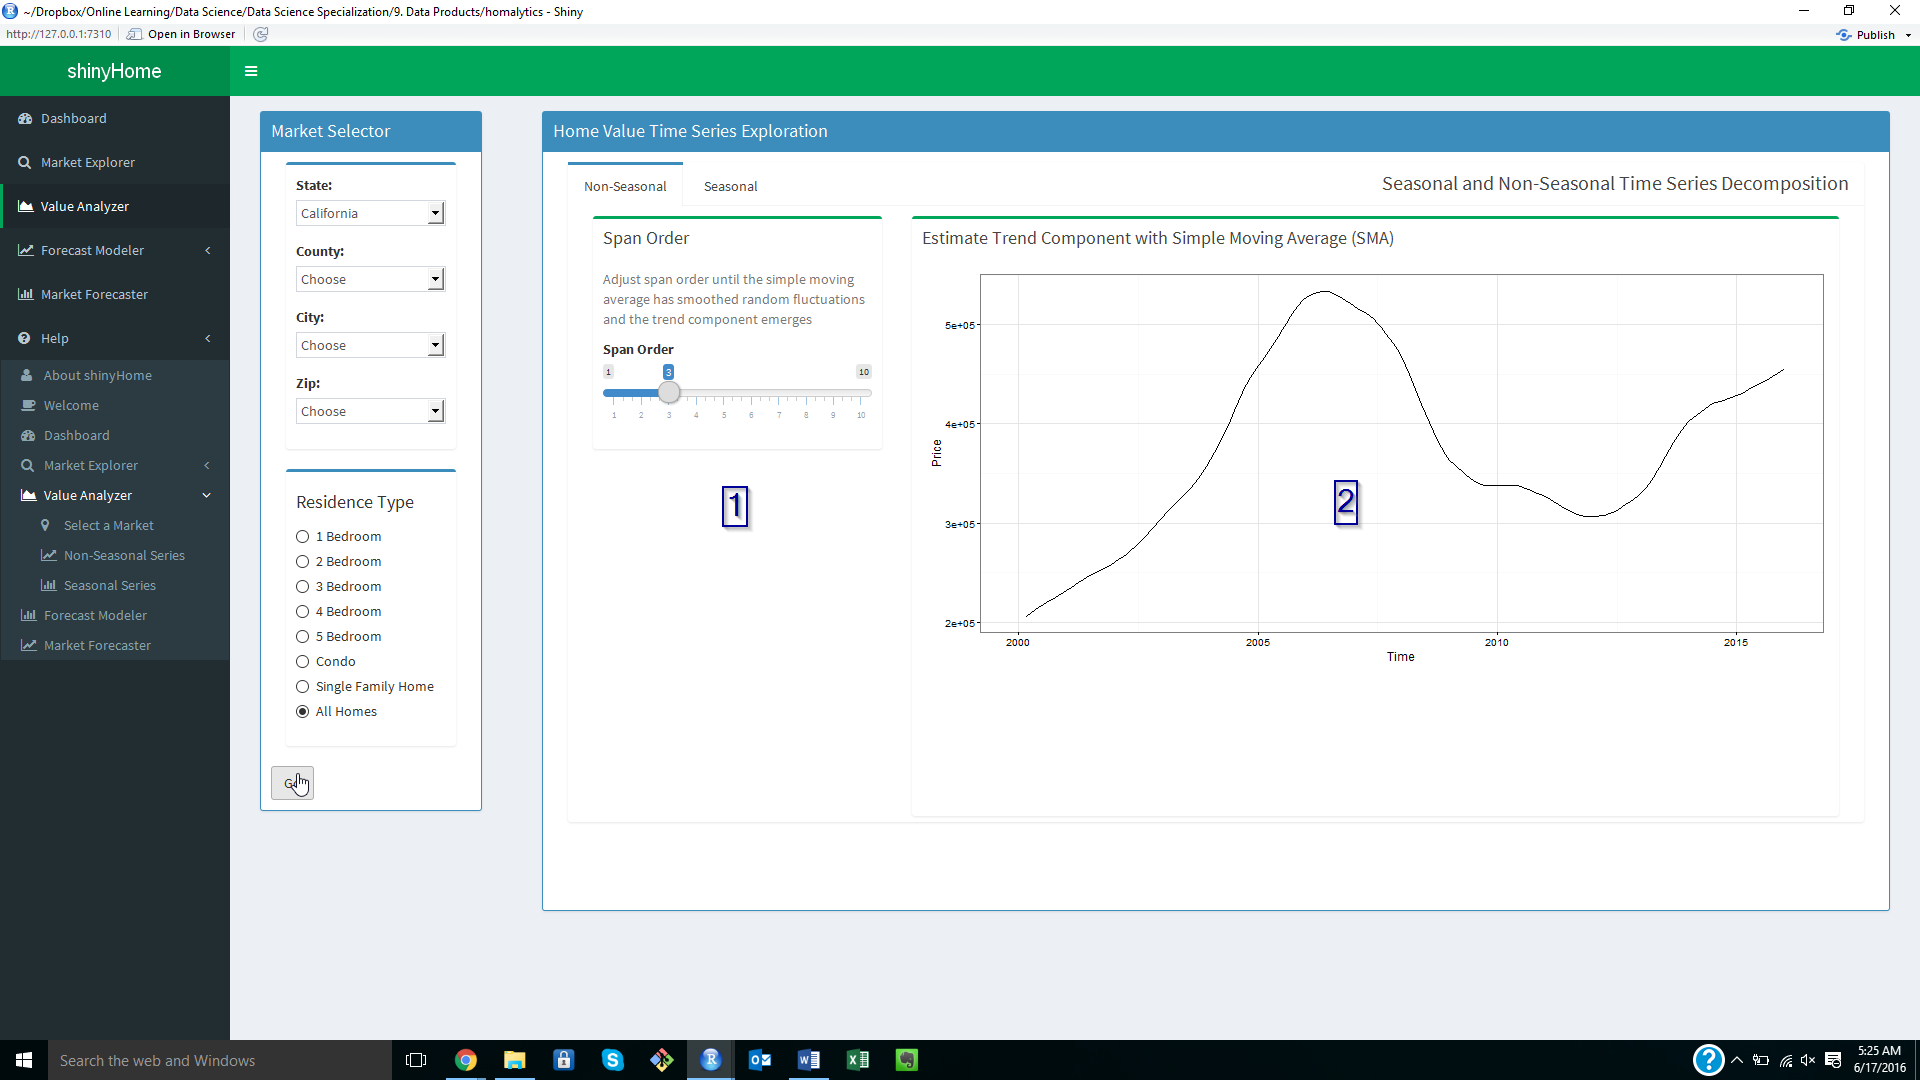 ~/Dropbox/Online Learning/Data Science/Data Science Specialization/9. Data Products/homalytics - Shiny
http://127.0.0.1:7310
Open in Browser
Publish
shinyHome
Dashboard
Market Explorer
Value Analyzer
Forecast Modeler
Market Forecaster
Help
About shinyHome
Welcome
Dashboard
Market Explorer
Value Analyzer
Select a Market
Non-Seasonal Series
Seasonal Series
Forecast Modeler
Market Forecaster
Market Selector
State:
California
County:
Choose
City:
Choose
Zip:
Choose
Residence Type
1 Bedroom
2 Bedroom
3 Bedroom
4 Bedroom
5 Bedroom
Condo
Single Family Home
All Homes
Home Value Time Series Exploration
Non-Seasonal
Seasonal
Seasonal and Non-Seasonal Time Series Decomposition
Span Order
Adjust span order until the simple moving
average has smoothed random fluctuations
and the trend component emerges
Span Order
1 3 10
1 2 3 4 5 6 7 8 9 10
1
Estimate Trend Component with Simple Moving Average (SMA)
5e+05
4e+05
3e+05
2e+05
Price
2
2000 2005 2010 2015
Time
Search the web and Windows
5:25 AM
6/17/2016